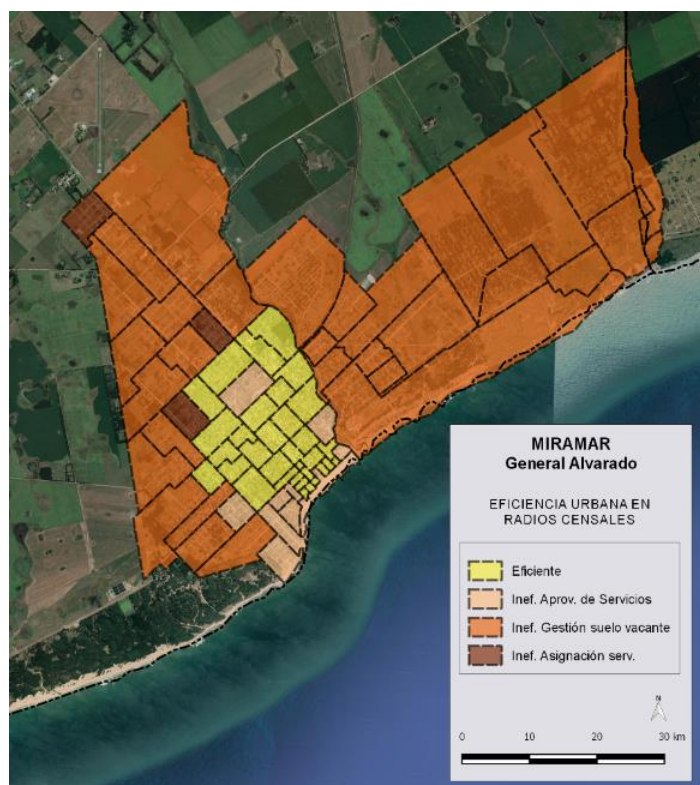 MIRAMAR
General Alvarado
EFICIENCIA URBANA EN
RADIOS CENSALES
Eficiente
Inef. Aprov. de Servicios
Inef. Gestión suelo vacante
Inef. Asignación serv.
N
0 10 20 30 km